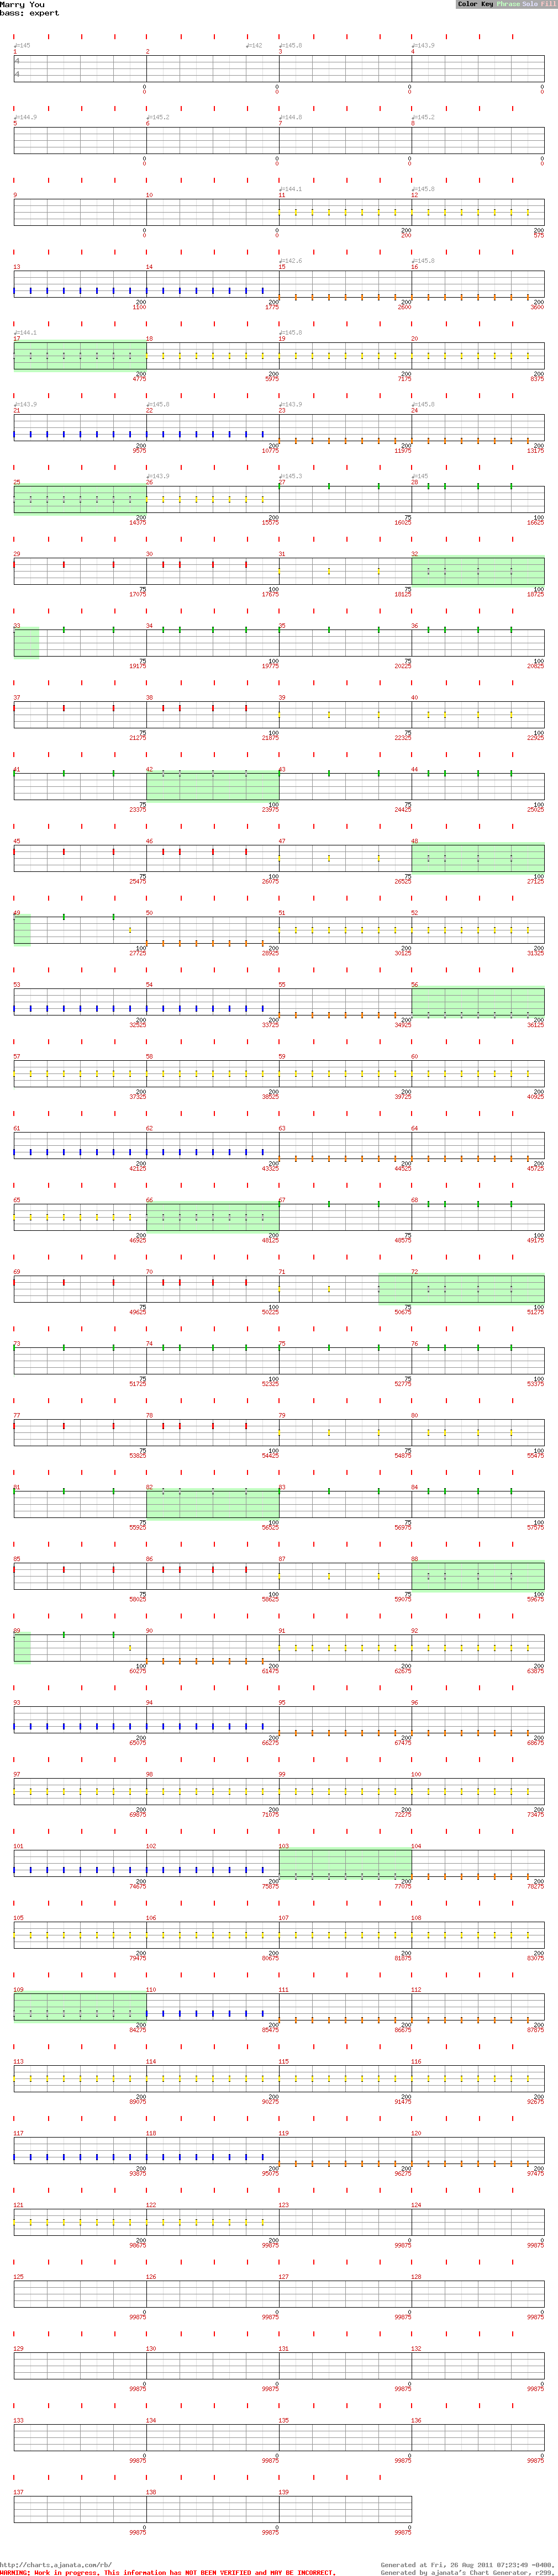 Marry You
bass: expert
Color Key Phrase Solo Fill
♩=145 ♩=142 ♩=145.8 ♩=143.9
1 2 3 4
4
4
0 0 0 0
0 0 0 0
♩=144.9 ♩=145.2 ♩=144.8 ♩=145.2
5 6 7 8
0 0 0 0
0 0 0 0
♩=144.1 ♩=145.8
9 10 11 12
0 0 200 200
0 0 200 575
13 14 ♩=142.6 ♩=145.8
15 16
200 200 200 200
1100 1775 2600 3600
♩=144.1 ♩=145.8
17 18 19 20
200 200 200 200
4775 5975 7175 8375
♩=143.9 ♩=145.8 ♩=143.9 ♩=145.8
21 22 23 24
200 200 200 200
9575 10775 11975 13175
♩=143.9 ♩=145.3 ♩=145
25 26 27 28
200 200 75 100
14375 15575 16025 16625
29 30 31 32
75 100 75 100
17075 17675 18125 18725
33 34 35 36
75 100 75 100
19175 19775 20225 20825
37 38 39 40
75 100 75 100
21275 21875 22325 22925
41 42 43 44
75 100 75 100
23375 23975 24425 25025
45 46 47 48
75 100 75 100
25475 26075 26525 27125
49 50 51 52
100 200 200 200
27725 28925 30125 31325
53 54 55 56
200 200 200 200
32525 33725 34925 36125
57 58 59 60
200 200 200 200
37325 38525 39725 40925
61 62 63 64
200 200 200 200
42125 43325 44525 45725
65 66 67 68
200 200 75 100
46925 48125 48575 49175
69 70 71 72
75 100 75 100
49625 50225 50675 51275
73 74 75 76
75 100 75 100
51725 52325 52775 53375
77 78 79 80
75 100 75 100
53825 54425 54875 55475
81 82 83 84
75 100 75 100
55925 56525 56975 57575
85 86 87 88
75 100 75 100
58025 58625 59075 59675
89 90 91 92
100 200 200 200
60275 61475 62675 63875
93 94 95 96
200 200 200 200
65075 66275 67475 68675
97 98 99 100
200 200 200 200
69875 71075 72275 73475
101 102 103 104
200 200 200 200
74675 75875 77075 78275
105 106 107 108
200 200 200 200
79475 80675 81875 83075
109 110 111 112
200 200 200 200
84275 85475 86675 87875
113 114 115 116
200 200 200 200
89075 90275 91475 92675
117 118 119 120
200 200 200 200
93875 95075 96275 97475
121 122 123 124
200 200 0 0
98675 99875 99875 99875
125 126 127 128
0 0 0 0
99875 99875 99875 99875
129 130 131 132
0 0 0 0
99875 99875 99875 99875
133 134 135 136
0 0 0 0
99875 99875 99875 99875
137 138 139
0 0 0
99875 99875 99875
http://charts.ajanata.com/rb/
Generated at Fri, 26 Aug 2011 07:23:49 -0400.
WARNING: Work in progress. This information has NOT BEEN VERIFIED and MAY BE INCORRECT.
Generated by ajanata's Chart Generator, r299.